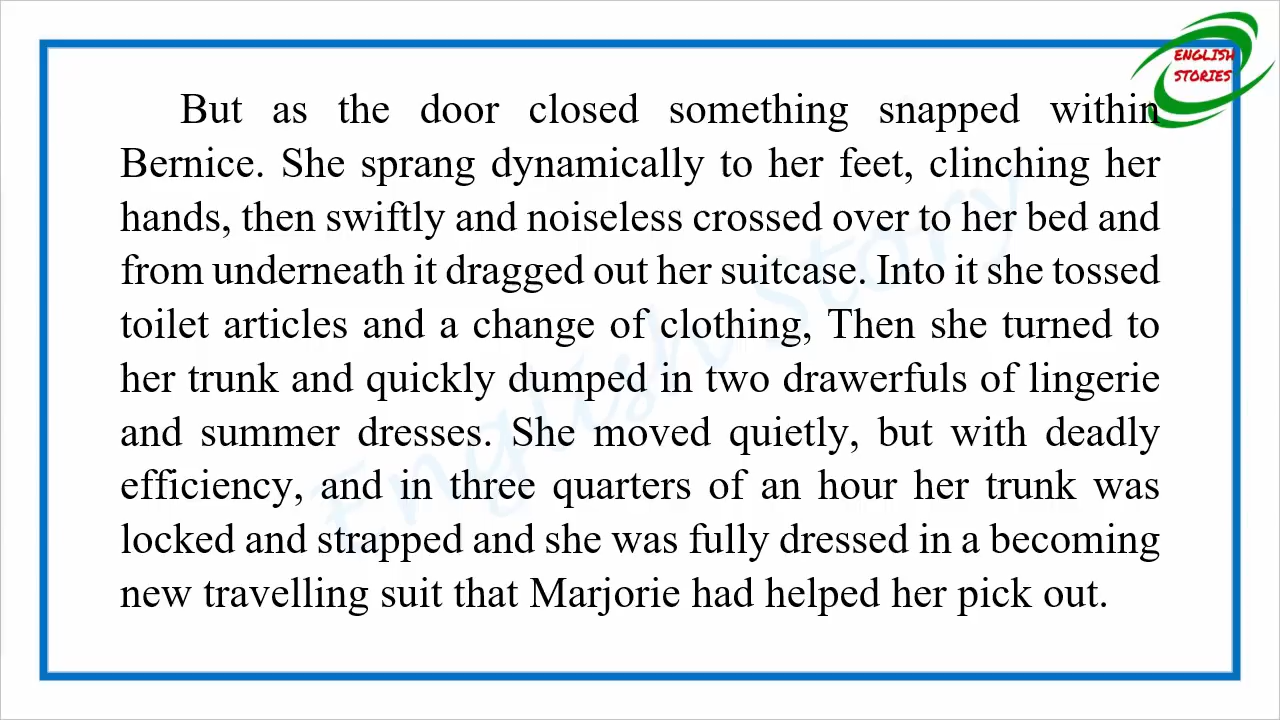 ENGLISH
STORIES
But as the door closed something snapped within
Bernice. She sprang dynamically to her feet, clinching her
hands, then swiftly and noiseless crossed over to her bed and
from underneath it dragged out her suitcase. Into it she tossed
toilet articles and a change of clothing, Then she turned to
her trunk and quickly dumped in two drawerfuls of lingerie
and summer dresses. She moved quietly, but with deadly
efficiency, and in three quarters of an hour her trunk was
locked and strapped and she was fully dressed in a becoming
new travelling suit that Marjorie had helped her pick out.
English Story